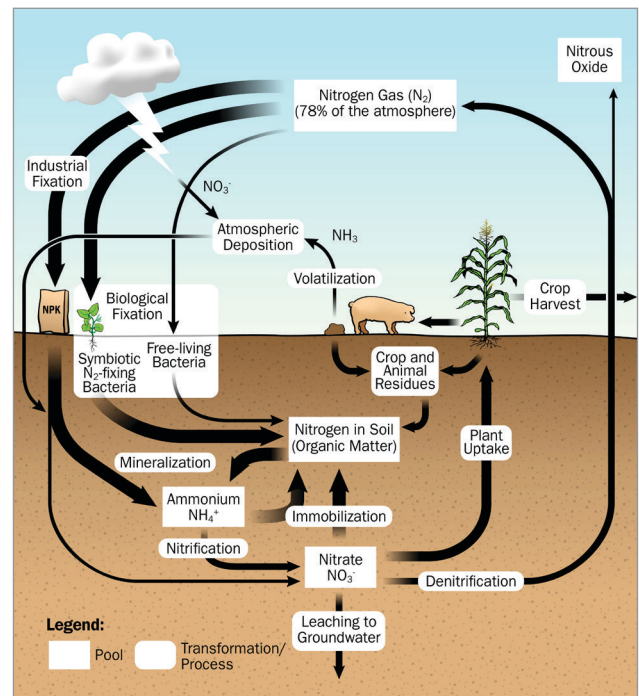 Nitrous
Oxide
Nitrogen Gas (N₂)
(78% of the atmosphere)
Industrial
Fixation
NO₃⁻
Atmospheric
Deposition
NH₃
Volatilization
NPK
Biological
Fixation
Crop
Harvest
Symbiotic
N₂-fixing
Bacteria
Free-living
Bacteria
Crop and
Animal
Residues
Nitrogen in Soil
(Organic Matter)
Plant
Uptake
Mineralization
Ammonium
NH₄⁺
Immobilization
Nitrification
Nitrate
NO₃⁻
Denitrification
Leaching to
Groundwater
Legend:
Pool
Transformation/
Process